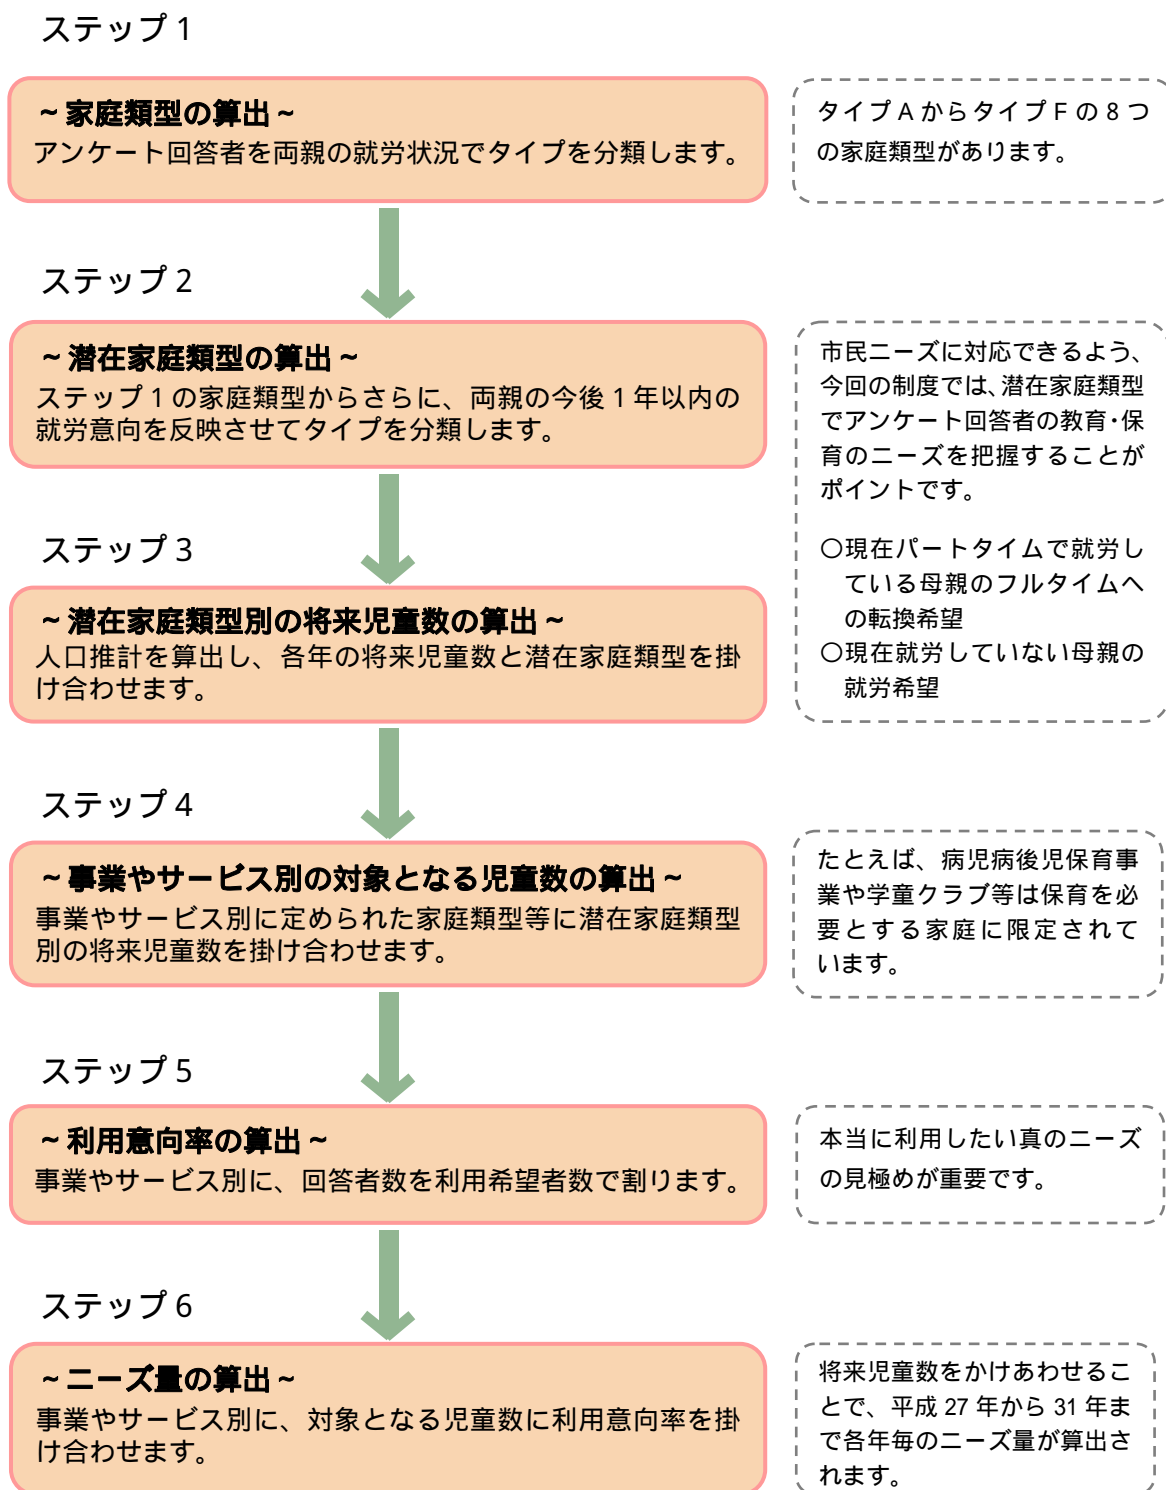 ステップ１
～家庭類型の算出～
アンケート回答者を両親の就労状況でタイプを分類します。
タイプＡからタイプＦの８つ
の家庭類型があります。
ステップ２
～潜在家庭類型の算出～
ステップ１の家庭類型からさらに、両親の今後１年以内の
就労意向を反映させてタイプを分類します。
市民ニーズに対応できるよう、
今回の制度では、潜在家庭類型
でアンケート回答者の教育・保
育のニーズを把握することが
ポイントです。
○現在パートタイムで就労し
ている母親のフルタイムへ
の転換希望
○現在就労していない母親の
就労希望
ステップ３
～潜在家庭類型別の将来児童数の算出～
人口推計を算出し、各年の将来児童数と潜在家庭類型を掛
け合わせます。
ステップ４
～事業やサービス別の対象となる児童数の算出～
事業やサービス別に定められた家庭類型等に潜在家庭類型
別の将来児童数を掛け合わせます。
たとえば、病児病後児保育事
業や学童クラブ等は保育を必
要とする家庭に限定されて
います。
ステップ５
～利用意向率の算出～
事業やサービス別に、回答者数を利用希望者数で割ります。
本当に利用したい真のニーズ
の見極めが重要です。
ステップ６
～ニーズ量の算出～
事業やサービス別に、対象となる児童数に利用意向率を掛
け合わせます。
将来児童数をかけあわせるこ
とで、平成 27 年から 31 年ま
で各年毎のニーズ量が算出さ
れます。